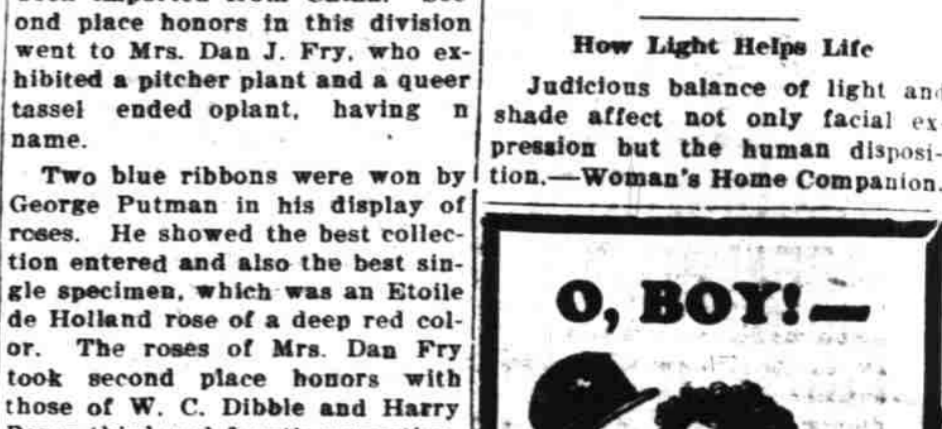 ond place honors in this division
went to Mrs. Dan J. Fry, who ex-
hibited a pitcher plant and a queer
tassel ended oplant, having n
name.
Two blue ribbons were won by
George Putman in his display of
roses. He showed the best collec-
tion entered and also the best sin-
gle specimen, which was an Etoile
de Holland rose of a deep red col-
or. The roses of Mrs. Dan Fry
took second place honors with
those of W. C. Dibble and Harry
How Light Helps Life
Judicious balance of light and
shade affect not only facial ex-
pression but the human disposi-
tion.—Woman's Home Companion.
O, BOY!—